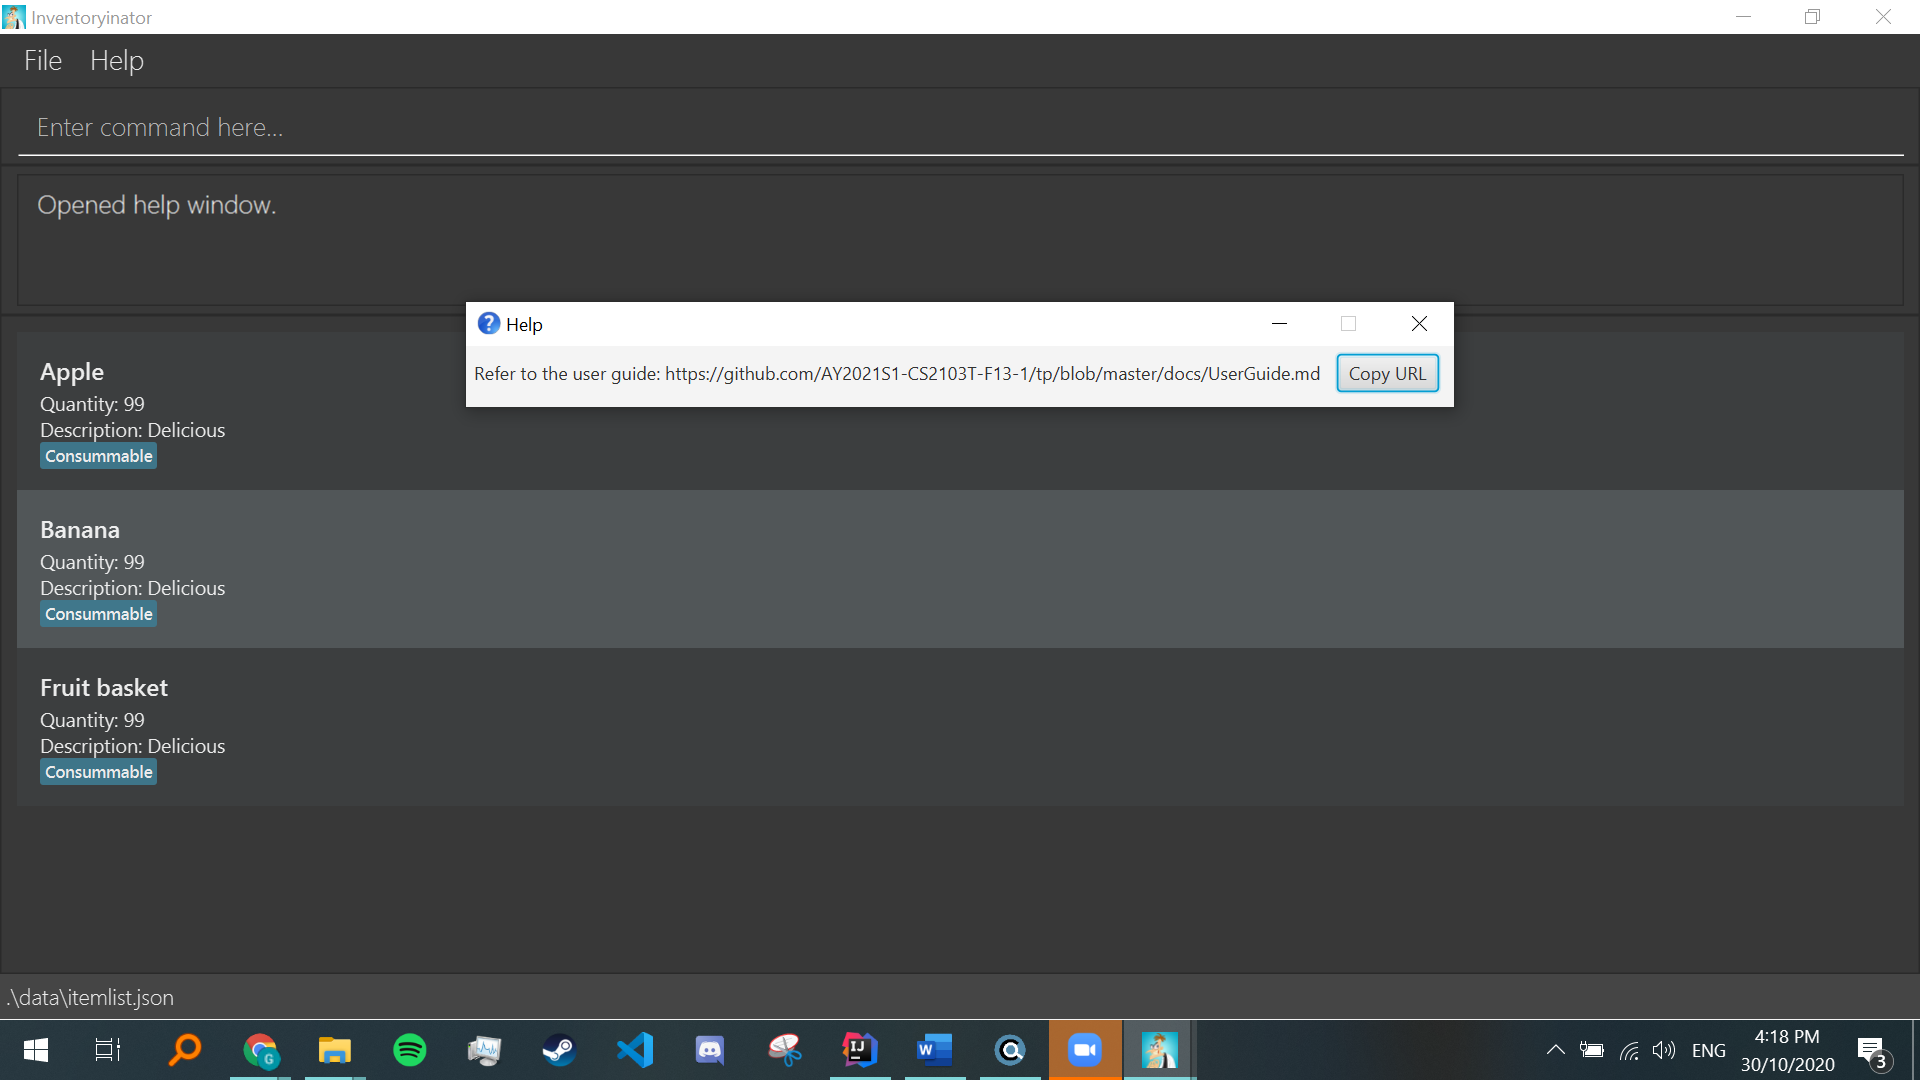 Inventoryinator
File Help
Enter command here...
Opened help window.
Help
Refer to the user guide: https://github.com/AY2021S1-CS2103T-F13-1/tp/blob/master/docs/UserGuide.md Copy URL
Apple
Quantity: 99
Description: Delicious
Consummable
Banana
Quantity: 99
Description: Delicious
Consummable
Fruit basket
Quantity: 99
Description: Delicious
Consummable
.\data\itemlist.json
ENG
4:18 PM
30/10/2020
3